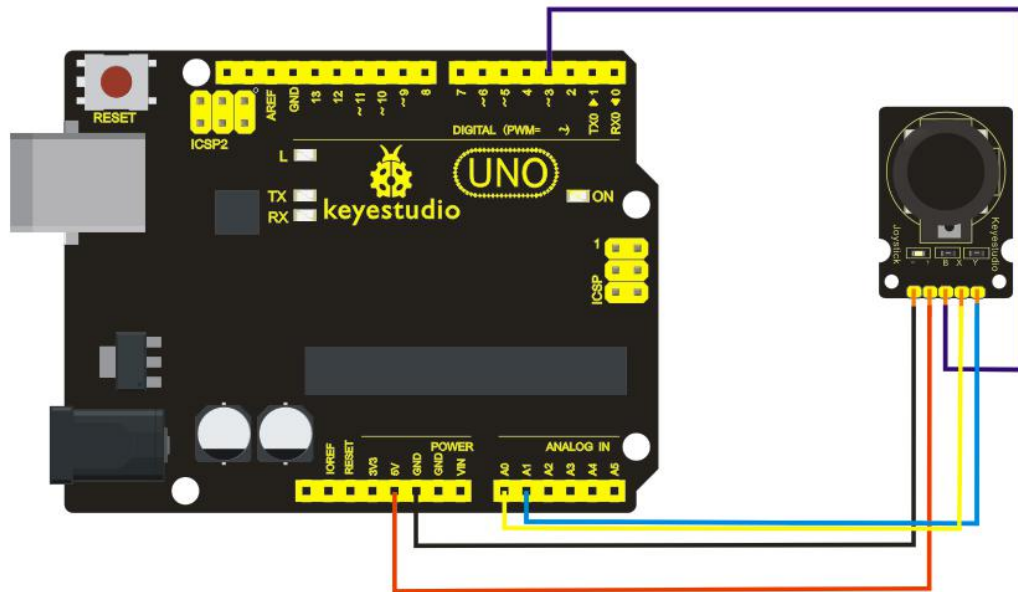 RESET
ICSP2
AREF
GND
13
12
~11
~10
~9
8
7
~6
~5
4
~3
2
TX0 ▶ 1
RX0 ◀ 0
DIGITAL (PWM= ~)
L
TX
RX
keyestudio
UNO
ON
1
ICSP
IOREF
RESET
3V3
5V
GND
GND
VIN
POWER
ANALOG IN
A0
A1
A2
A3
A4
A5
Joystick
Keyestudio
- + B X Y